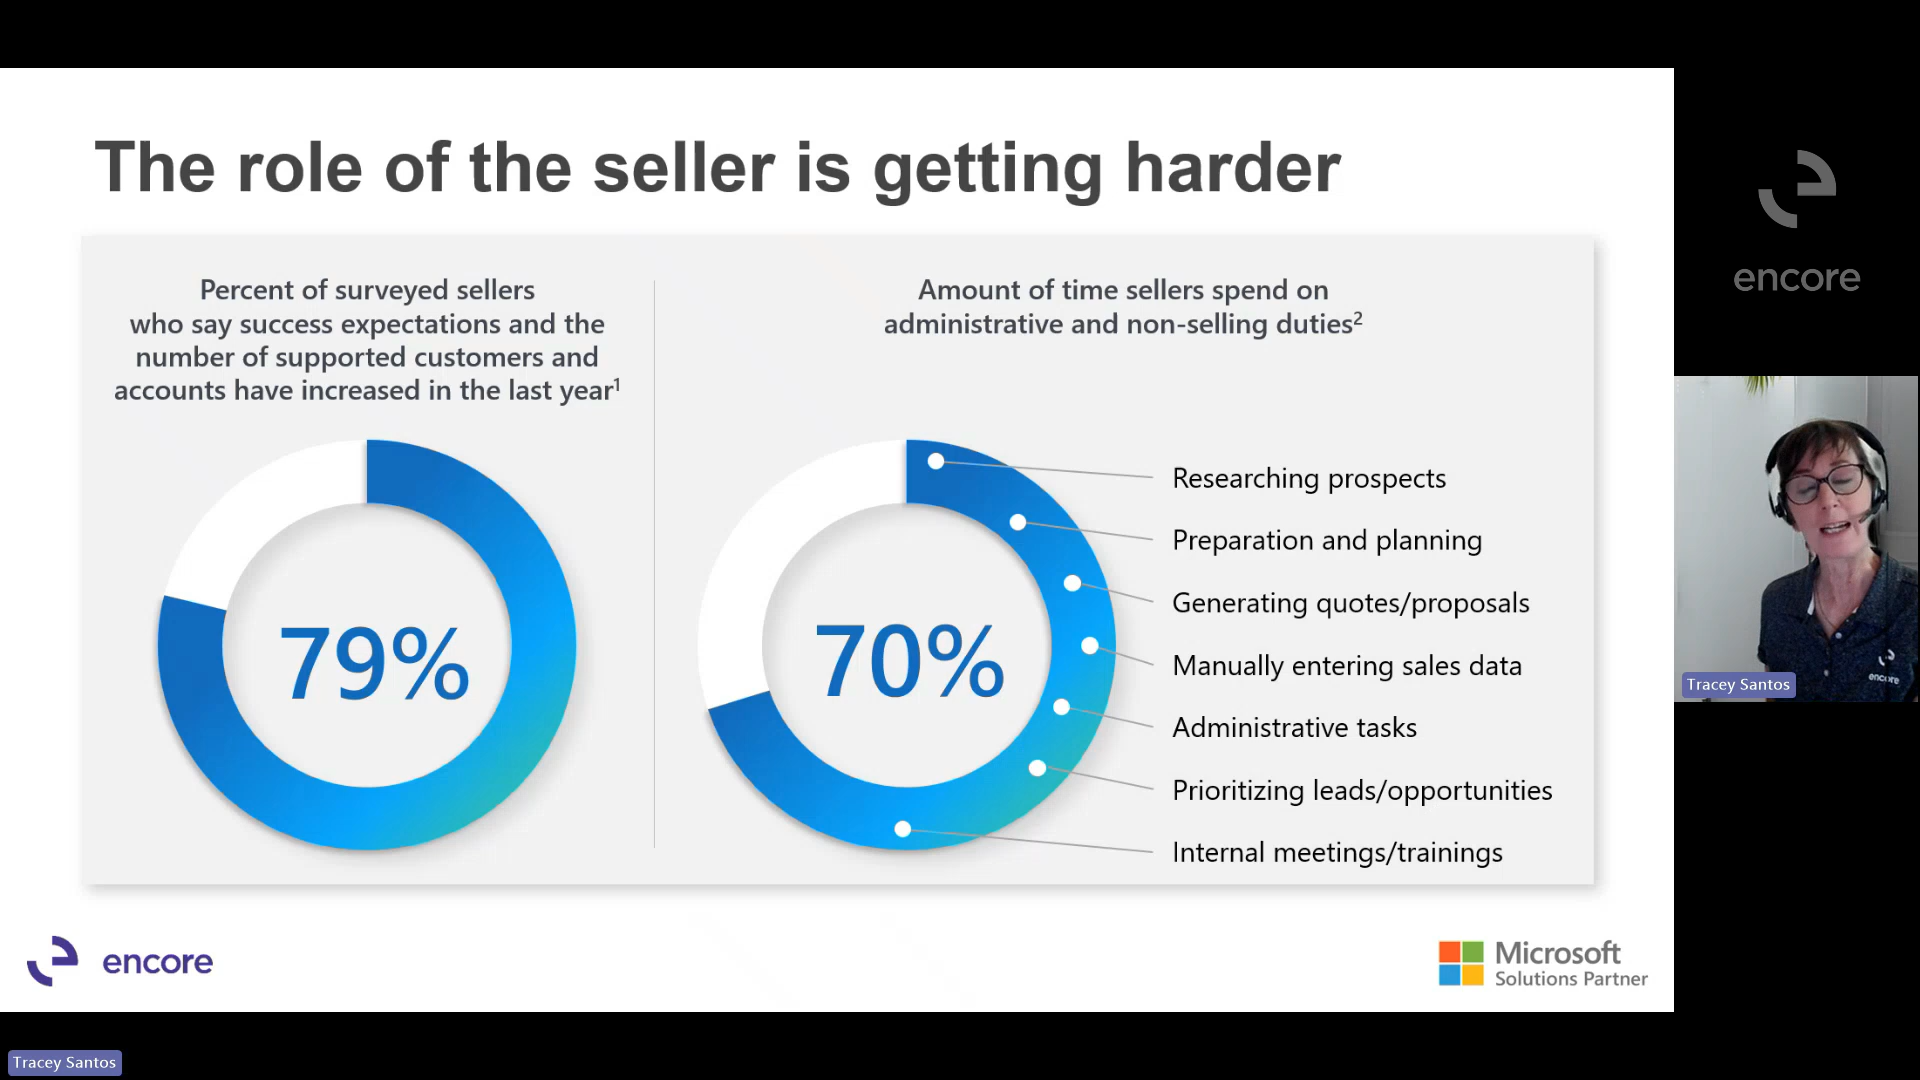 The role of the seller is getting harder
Percent of surveyed sellers
who say success expectations and the
number of supported customers and
accounts have increased in the last year¹
79%
Amount of time sellers spend on
administrative and non-selling duties²
70%
Researching prospects
Preparation and planning
Generating quotes/proposals
Manually entering sales data
Administrative tasks
Prioritizing leads/opportunities
Internal meetings/trainings
encore
Microsoft
Solutions Partner
encore
encore
Tracey Santos
Tracey Santos